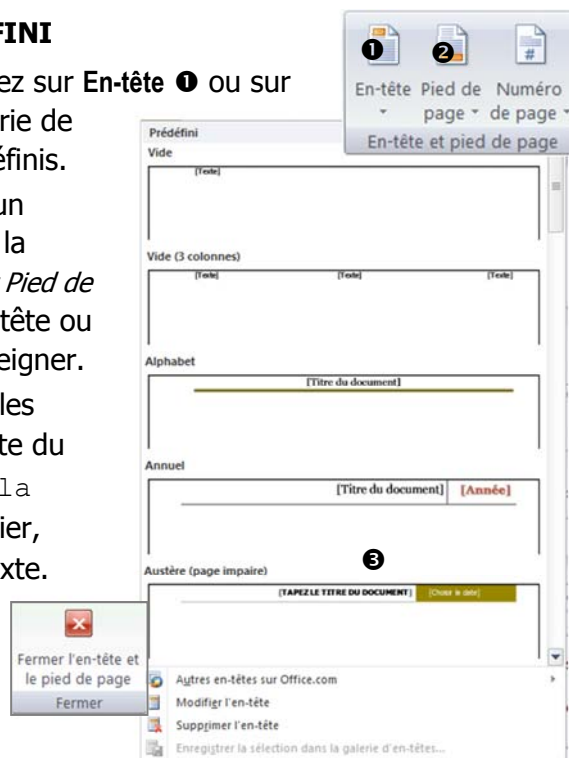 FINI
ez sur En-tête ❶ ou sur
rie de
éfinis.
un
la
Pied de
tête ou
eigner.
les
te du
la
ier,
xte.
❶ ❷
En-tête Pied de page Numéro de page
En-tête et pied de page
Prédéfini
Vide
[Texte]
Vide (3 colonnes)
[Texte] [Texte] [Texte]
Alphabet
[Titre du document]
Annuel
[Titre du document] [Année]
❸
Austère (page impaire)
[TAPEZ LE TITRE DU DOCUMENT] [Choisir la date]
Autres en-têtes sur Office.com
Modifier l'en-tête
Supprimer l'en-tête
Enregistrer la sélection dans la galerie d'en-têtes...
Fermer l'en-tête et
le pied de page
Fermer